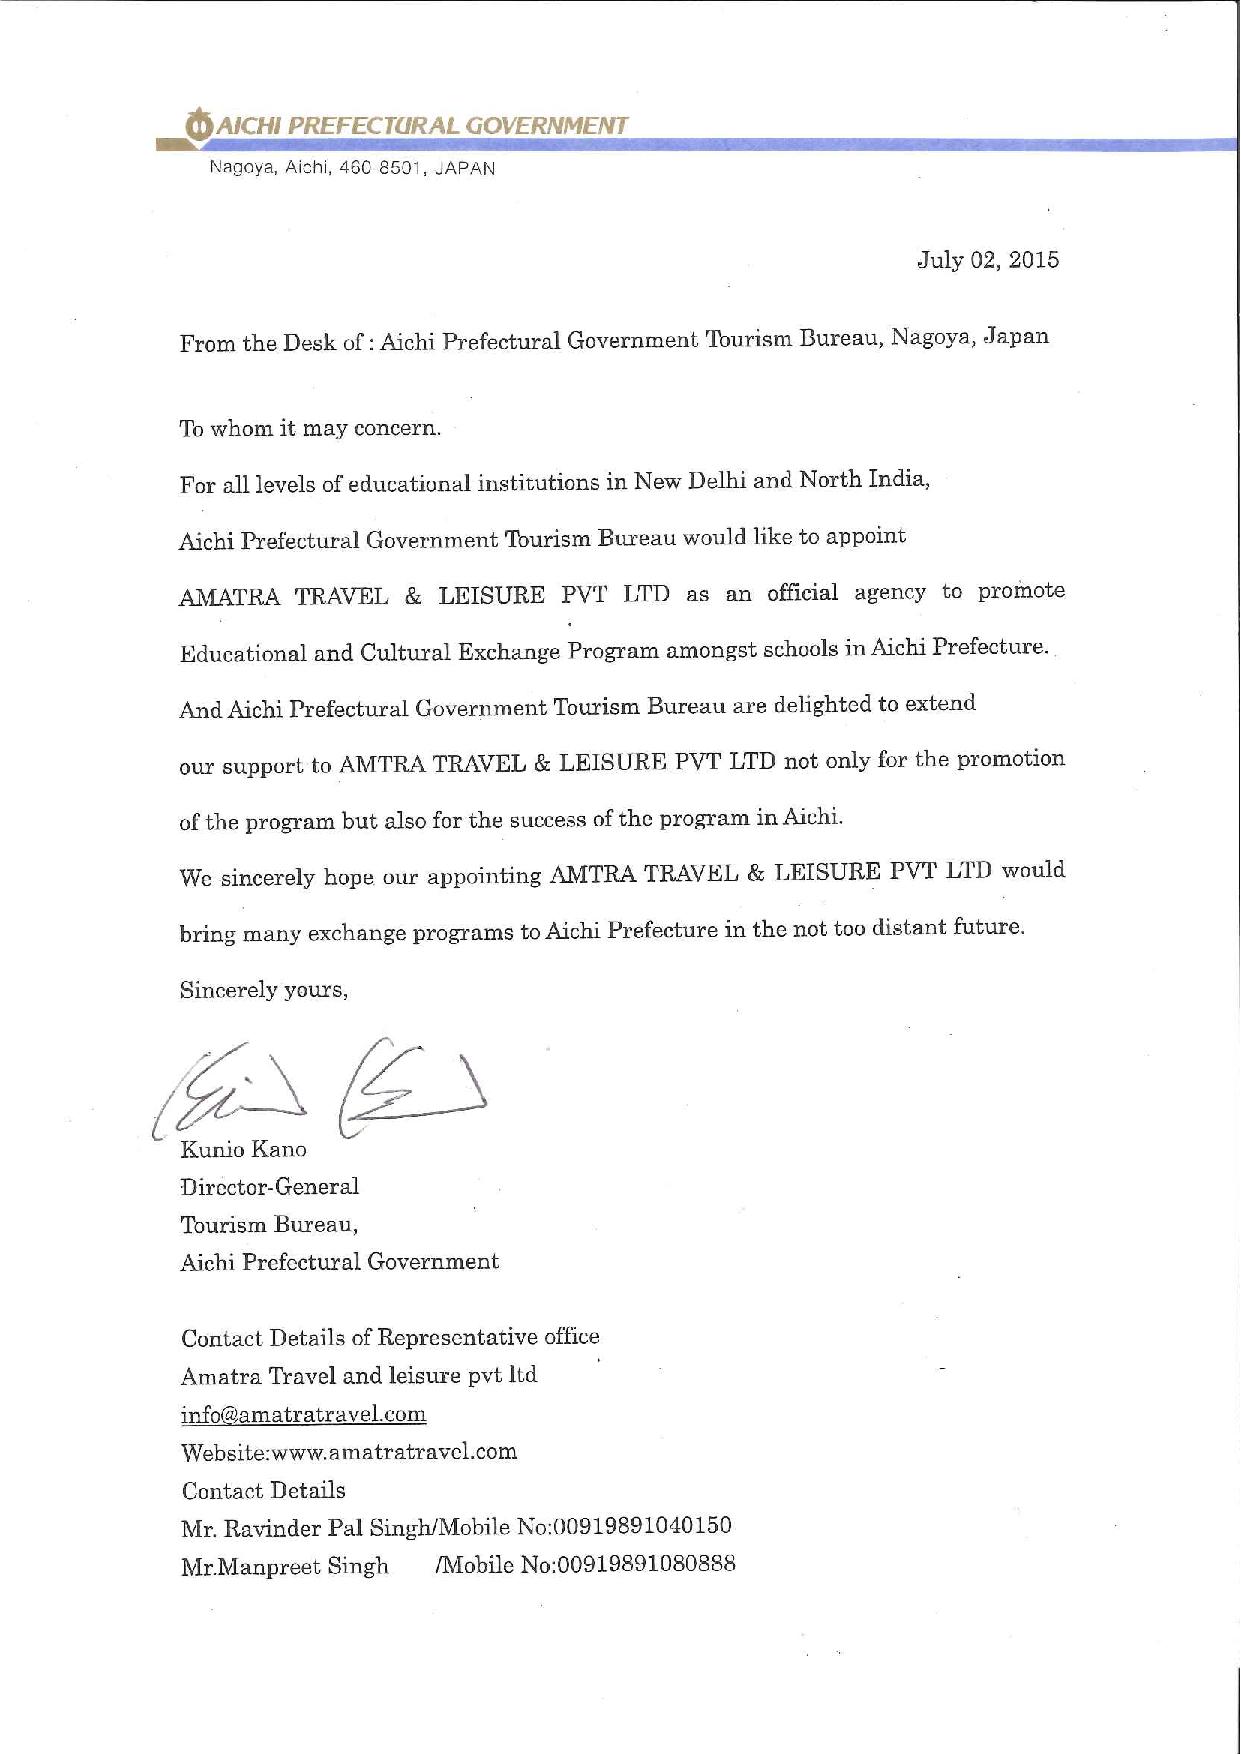 AICHI PREFECTURAL GOVERNMENT
Nagoya, Aichi, 460-8501, JAPAN
July 02, 2015
From the Desk of : Aichi Prefectural Government Tourism Bureau, Nagoya, Japan
To whom it may concern.
For all levels of educational institutions in New Delhi and North India,
Aichi Prefectural Government Tourism Bureau would like to appoint
AMATRA TRAVEL & LEISURE PVT LTD as an official agency to promote
Educational and Cultural Exchange Program amongst schools in Aichi Prefecture.
And Aichi Prefectural Government Tourism Bureau are delighted to extend
our support to AMTRA TRAVEL & LEISURE PVT LTD not only for the promotion
of the program but also for the success of the program in Aichi.
We sincerely hope our appointing AMTRA TRAVEL & LEISURE PVT LTD would
bring many exchange programs to Aichi Prefecture in the not too distant future.
Sincerely yours,
Kunio Kano
Director-General
Tourism Bureau,
Aichi Prefectural Government
Contact Details of Representative office
Amatra Travel and leisure pvt ltd
info@amatratravel.com
Website:www.amatratravel.com
Contact Details
Mr. Ravinder Pal Singh/Mobile No:00919891040150
Mr.Manpreet Singh /Mobile No:00919891080888